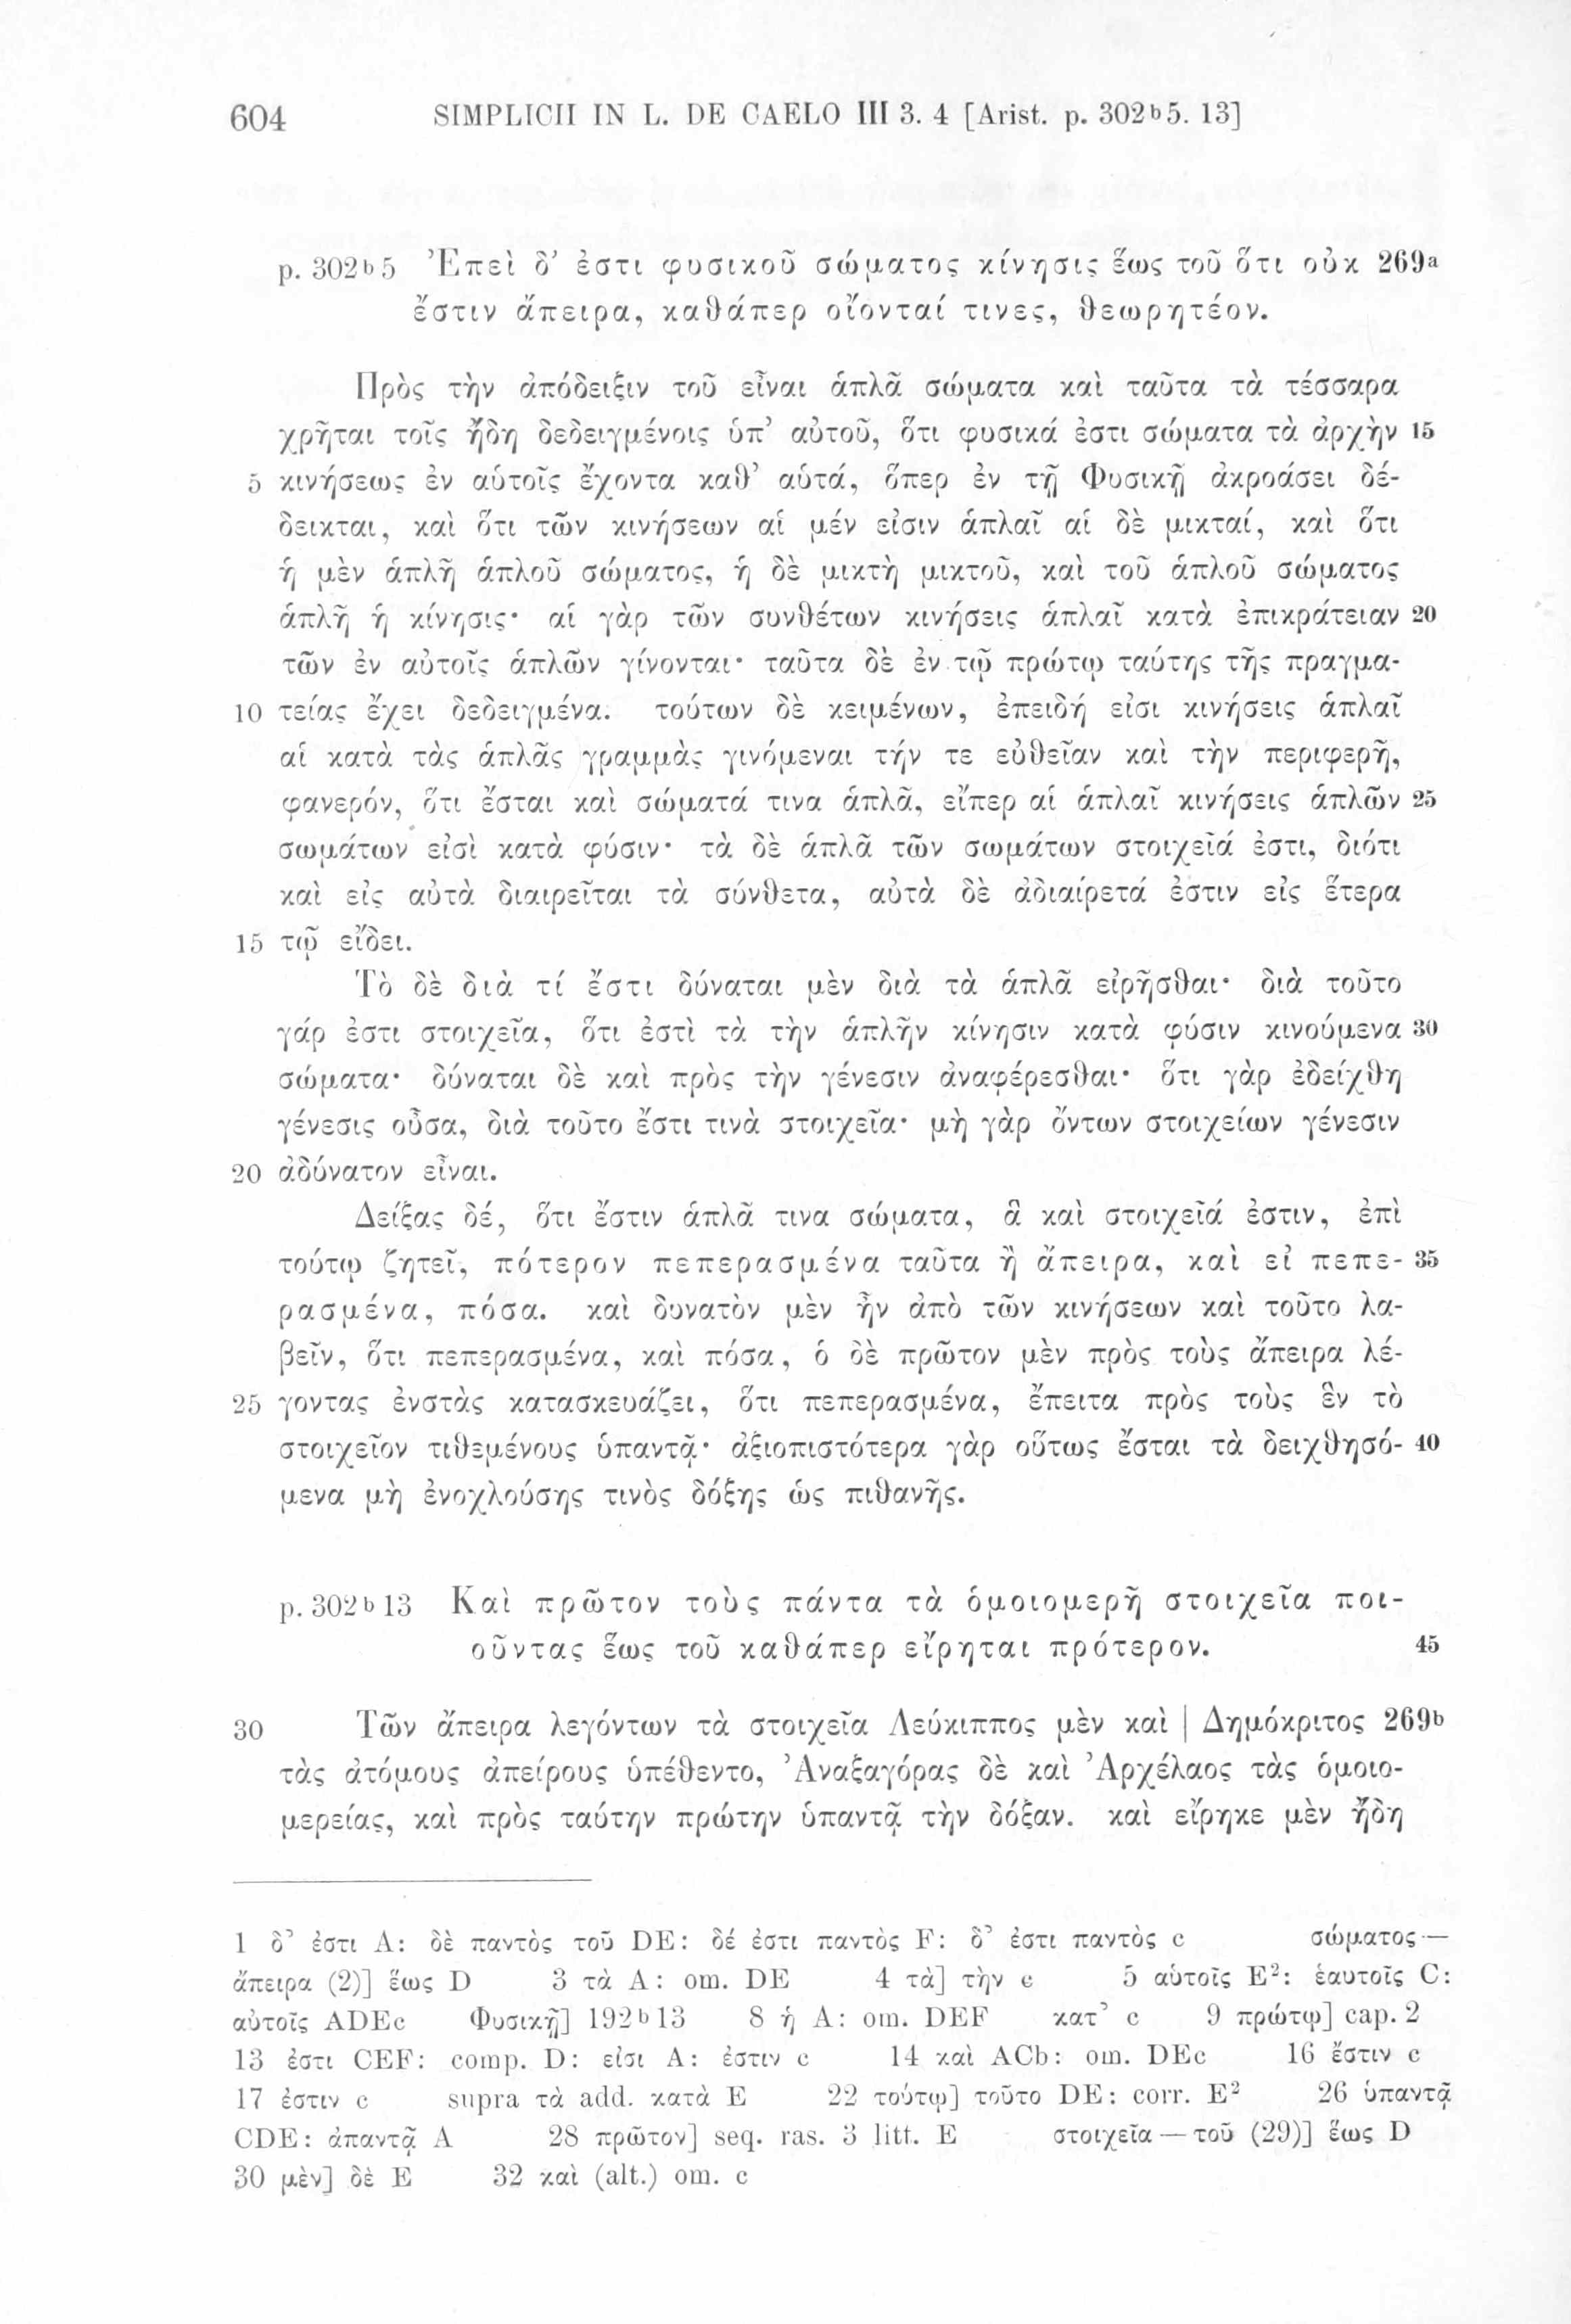 604 SIMPLICII IN L. DE CAELO III 3. 4 [Arist. p. 302b5. 13]
p. 302b5 Ἐπεὶ δ' ἐστι φυσικοῦ σώματος κίνησις ἕως τοῦ ὅτι οὐκ 269a
ἔστιν ἄπειρα, καθάπερ οἴονταί τινες, θεωρητέον.
Πρὸς τὴν ἀπόδειξιν τοῦ εἶναι ἁπλᾶ σώματα καὶ ταῦτα τὰ τέσσαρα
χρῆται τοῖς ἤδη δεδειγμένοις ὑπ' αὐτοῦ, ὅτι φυσικά ἐστι σώματα τὰ ἀρχὴν 15
5 κινήσεως ἐν αὑτοῖς ἔχοντα καθ' αὑτά, ὅπερ ἐν τῇ Φυσικῇ ἀκροάσει δέ-
δεικται, καὶ ὅτι τῶν κινήσεων αἱ μέν εἰσιν ἁπλαῖ αἱ δὲ μικταί, καὶ ὅτι
ἡ μὲν ἁπλῆ ἁπλοῦ σώματος, ἡ δὲ μικτὴ μικτοῦ, καὶ τοῦ ἁπλοῦ σώματος
ἁπλῆ ἡ κίνησις· αἱ γὰρ τῶν συνθέτων κινήσεις ἁπλαῖ κατὰ ἐπικράτειαν 20
τῶν ἐν αὐτοῖς ἁπλῶν γίνονται· ταῦτα δὲ ἐν τῷ πρώτῳ ταύτης τῆς πραγμα-
10 τείας ἔχει δεδειγμένα. τούτων δὲ κειμένων, ἐπειδή εἰσι κινήσεις ἁπλαῖ
αἱ κατὰ τὰς ἁπλᾶς γραμμὰς γινόμεναι τήν τε εὐθεῖαν καὶ τὴν περιφερῆ,
φανερόν, ὅτι ἔσται καὶ σώματά τινα ἁπλᾶ, εἴπερ αἱ ἁπλαῖ κινήσεις ἁπλῶν 25
σωμάτων εἰσὶ κατὰ φύσιν· τὰ δὲ ἁπλᾶ τῶν σωμάτων στοιχεῖά ἐστι, διότι
καὶ εἰς αὐτὰ διαιρεῖται τὰ σύνθετα, αὐτὰ δὲ ἀδιαίρετά ἐστιν εἰς ἕτερα
15 τῷ εἴδει.
Τὸ δὲ διὰ τί ἔστι δύναται μὲν διὰ τὰ ἁπλᾶ εἰρῆσθαι· διὰ τοῦτο
γάρ ἐστι στοιχεῖα, ὅτι ἐστὶ τὰ τὴν ἁπλῆν κίνησιν κατὰ φύσιν κινούμενα 30
σώματα· δύναται δὲ καὶ πρὸς τὴν γένεσιν ἀναφέρεσθαι· ὅτι γὰρ ἐδείχθη
γένεσις οὖσα, διὰ τοῦτο ἔστι τινὰ στοιχεῖα· μὴ γὰρ ὄντων στοιχείων γένεσιν
20 ἀδύνατον εἶναι.
Δείξας δέ, ὅτι ἔστιν ἁπλᾶ τινα σώματα, ἃ καὶ στοιχεῖά ἐστιν, ἐπὶ
τούτῳ ζητεῖ, πότερον πεπερασμένα ταῦτα ἢ ἄπειρα, καὶ εἰ πεπε- 35
ρασμένα, πόσα. καὶ δυνατὸν μὲν ἦν ἀπὸ τῶν κινήσεων καὶ τοῦτο λα-
βεῖν, ὅτι πεπερασμένα, καὶ πόσα, ὁ δὲ πρῶτον μὲν πρὸς τοὺς ἄπειρα λέ-
25 γοντας ἐνστὰς κατασκευάζει, ὅτι πεπερασμένα, ἔπειτα πρὸς τοὺς ἓν τὸ
στοιχεῖον τιθεμένους ὑπαντᾷ· ἀξιοπιστότερα γὰρ οὕτως ἔσται τὰ δειχθησό- 40
μενα μὴ ἐνοχλούσης τινὸς δόξης ὡς πιθανῆς.
p. 302b13 Καὶ πρῶτον τοὺς πάντα τὰ ὁμοιομερῆ στοιχεῖα ποι-
οῦντας ἕως τοῦ καθάπερ εἴρηται πρότερον. 45
30 Τῶν ἄπειρα λεγόντων τὰ στοιχεῖα Λεύκιππος μὲν καὶ | Δημόκριτος 269b
τὰς ἀτόμους ἀπείρους ὑπέθεντο, Ἀναξαγόρας δὲ καὶ Ἀρχέλαος τὰς ὁμοιο-
μερείας, καὶ πρὸς ταύτην πρώτην ὑπαντᾷ τὴν δόξαν. καὶ εἴρηκε μὲν ἤδη
1 δ' ἐστι A: δὲ παντὸς τοῦ DE: δέ ἐστι παντὸς F: δ' ἐστι παντὸς c σώματος —
ἄπειρα (2)] ἕως D 3 τὰ A: om. DE 4 τὰ] τὴν c 5 αὑτοῖς E²: ἑαυτοῖς C:
αὐτοῖς ADEc Φυσικῇ] 192b13 8 ἡ A: om. DEF κατ' c 9 πρώτῳ] cap. 2
13 ἐστι CEF: comp. D: εἰσι A: ἐστιν c 14 καὶ ACb: om. DEc 16 ἔστιν c
17 ἐστιν c supra τὰ add. κατὰ E 22 τούτῳ] τοῦτο DE: corr. E² 26 ὑπαντᾷ
CDE: ἀπαντᾷ A 28 πρῶτον] seq. ras. 3 litt. E στοιχεῖα — τοῦ (29)] ἕως D
30 μὲν] δὲ E 32 καὶ (alt.) om. c